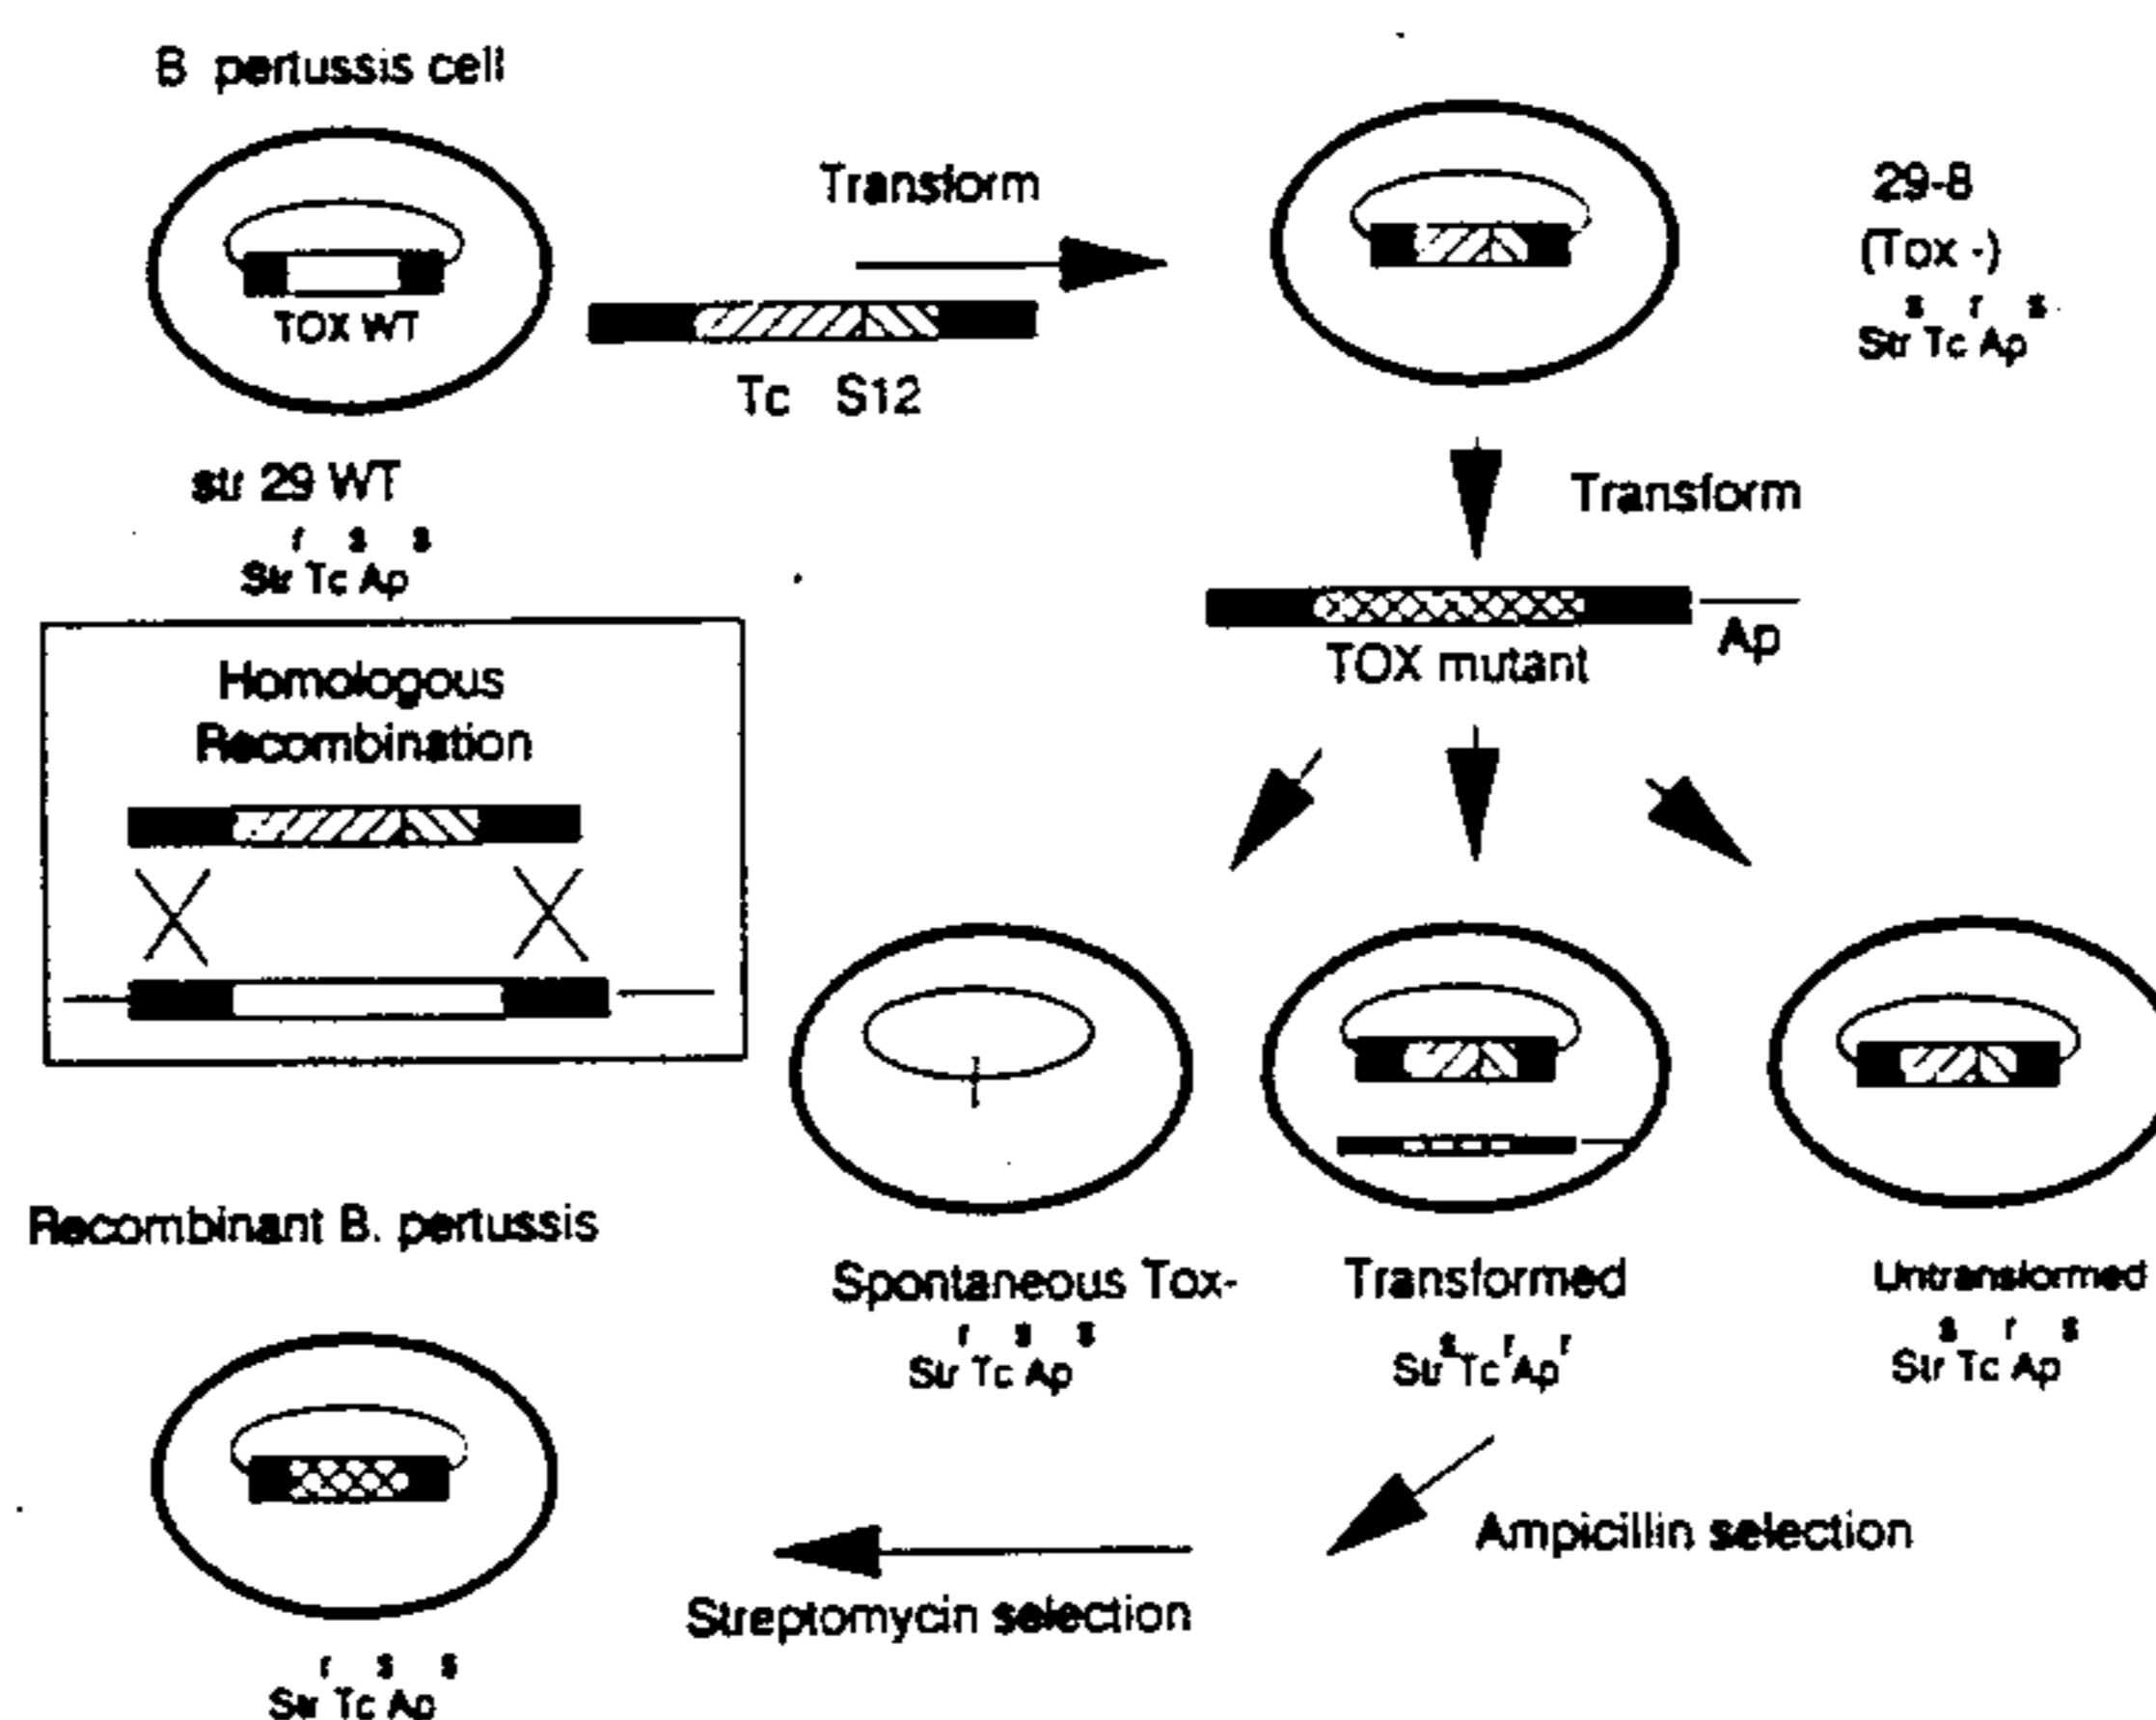 B pertussis cell
TOX WT
str 29 WT
r s s
Str Tc Ap
Transform
Tc S12
29-8
(Tox -)
s r s
Str Tc Ap
Transform
TOX mutant
Ap
Homologous
Recombination
Spontaneous Tox-
r s s
Str Tc Ap
Transformed
s r r
Str Tc Ap
Untransformed
s r s
Str Tc Ap
Ampicillin selection
Streptomycin selection
Recombinant B. pertussis
r s s
Str Tc Ap